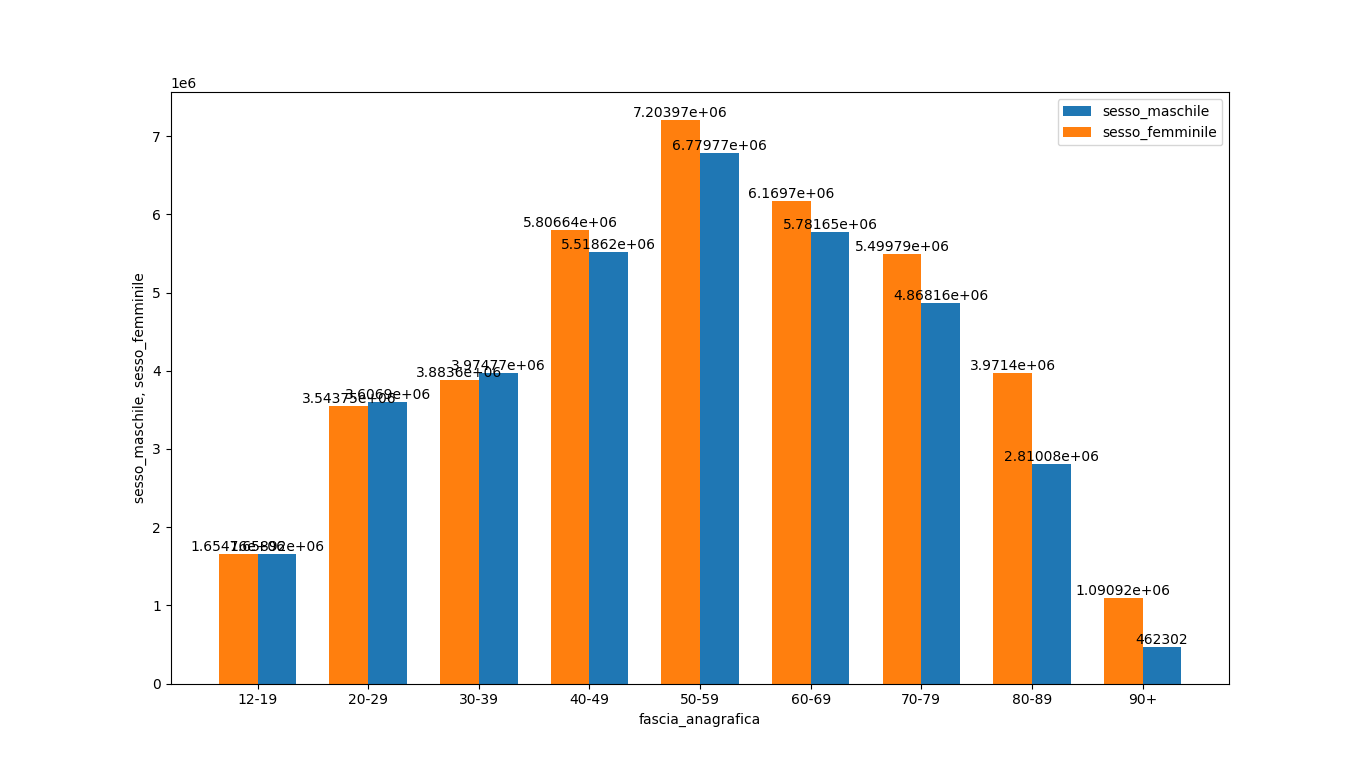 1e6
sesso_maschile
sesso_femminile
7.20397e+06
6.77977e+06
6.1697e+06
5.80664e+06
5.78165e+06
5.51862e+06
5.49979e+06
4.86816e+06
3.97477e+06
3.8836e+06
3.9714e+06
3.54375e+06
3.6069e+06
2.81008e+06
1.09092e+06
462302
7
6
5
4
3
2
1
0
sesso_maschile, sesso_femminile
12-19
20-29
30-39
40-49
50-59
60-69
70-79
80-89
90+
fascia_anagrafica